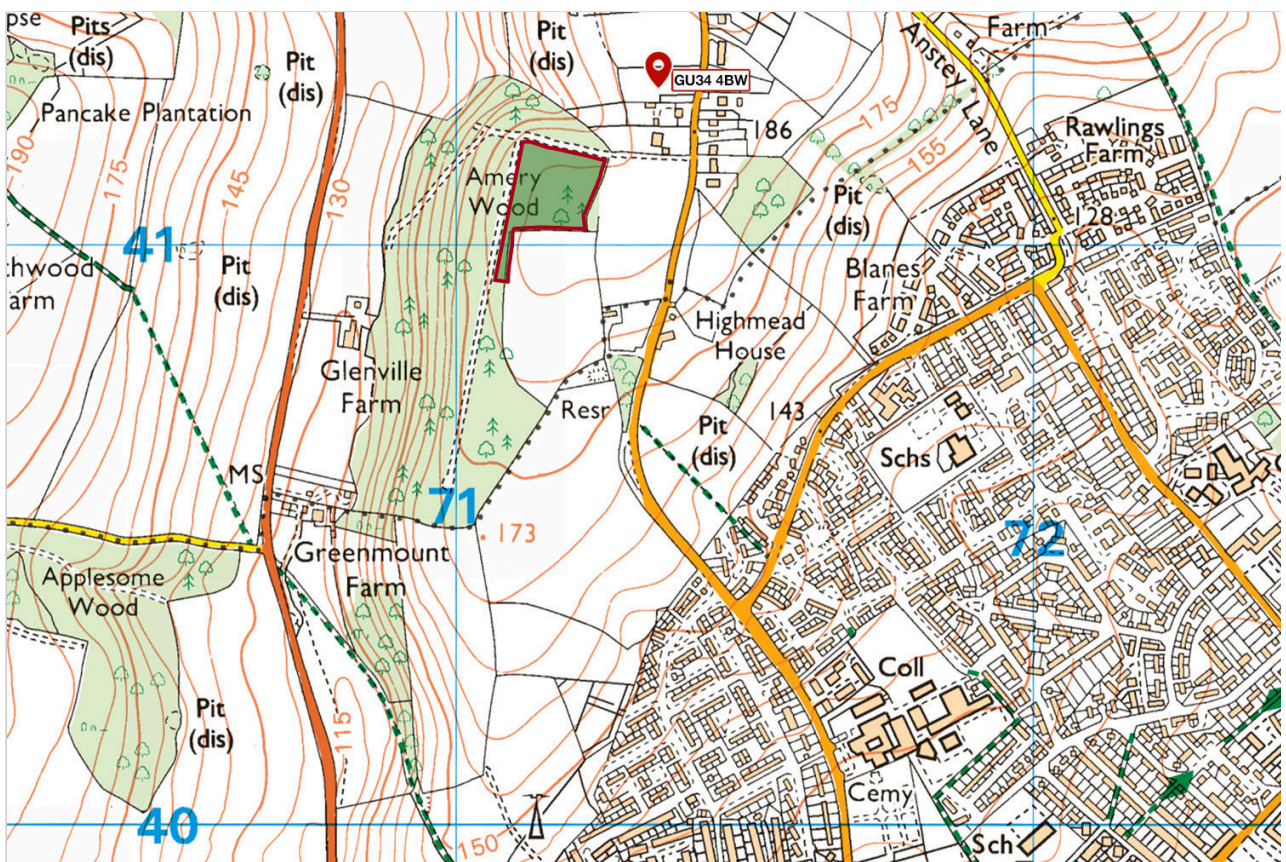 pse
Pits
(dis)
Pancake Plantation
190
175
145
Pit
(dis)
130
Pit
(dis)
GU34 4BW
186
175
155
Farm
Anstey Lane
Rawlings
Farm
128
Amery
Wood
41
Pit
(dis)
thwood
arm
Pit
(dis)
Blanes
Farm
Highmead
House
Glenville
Farm
Resr
143
Pit
(dis)
Schs
MS
71
173
72
Greenmount
Farm
Applesome
Wood
Pit
(dis)
115
Coll
Cemy
40
150
Sch